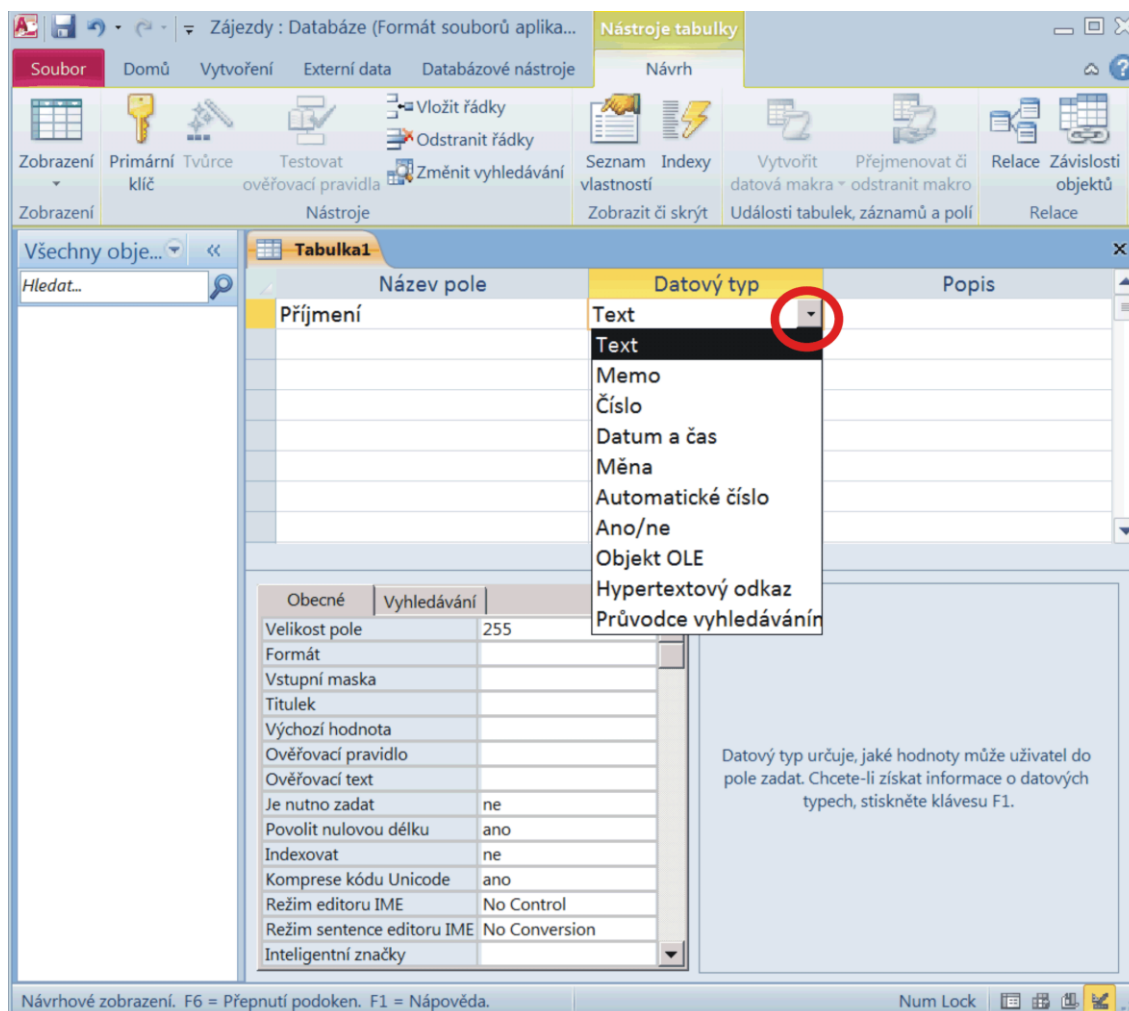 Zájezdy : Databáze (Formát souborů aplika...
Nástroje tabulky
Soubor Domů Vytvoření Externí data Databázové nástroje Návrh
Zobrazení
Primární klíč
Tvůrce
Testovat ověřovací pravidla
Vložit řádky
Odstranit řádky
Změnit vyhledávání
Seznam vlastností
Indexy
Vytvořit datová makra
Přejmenovat či odstranit makro
Relace
Závislosti objektů
Zobrazení Nástroje Zobrazit či skrýt Události tabulek, záznamů a polí Relace
Všechny obje...
Hledat...
Tabulka1
Název pole Datový typ Popis
Příjmení Text
Text
Memo
Číslo
Datum a čas
Měna
Automatické číslo
Ano/ne
Objekt OLE
Hypertextový odkaz
Průvodce vyhledáváním
Obecné Vyhledávání
Velikost pole 255
Formát
Vstupní maska
Titulek
Výchozí hodnota
Ověřovací pravidlo
Ověřovací text
Je nutno zadat ne
Povolit nulovou délku ano
Indexovat ne
Komprese kódu Unicode ano
Režim editoru IME No Control
Režim sentence editoru IME No Conversion
Inteligentní značky
Datový typ určuje, jaké hodnoty může uživatel do
pole zadat. Chcete-li získat informace o datových
typech, stiskněte klávesu F1.
Návrhové zobrazení. F6 = Přepnutí podoken. F1 = Nápověda.
Num Lock